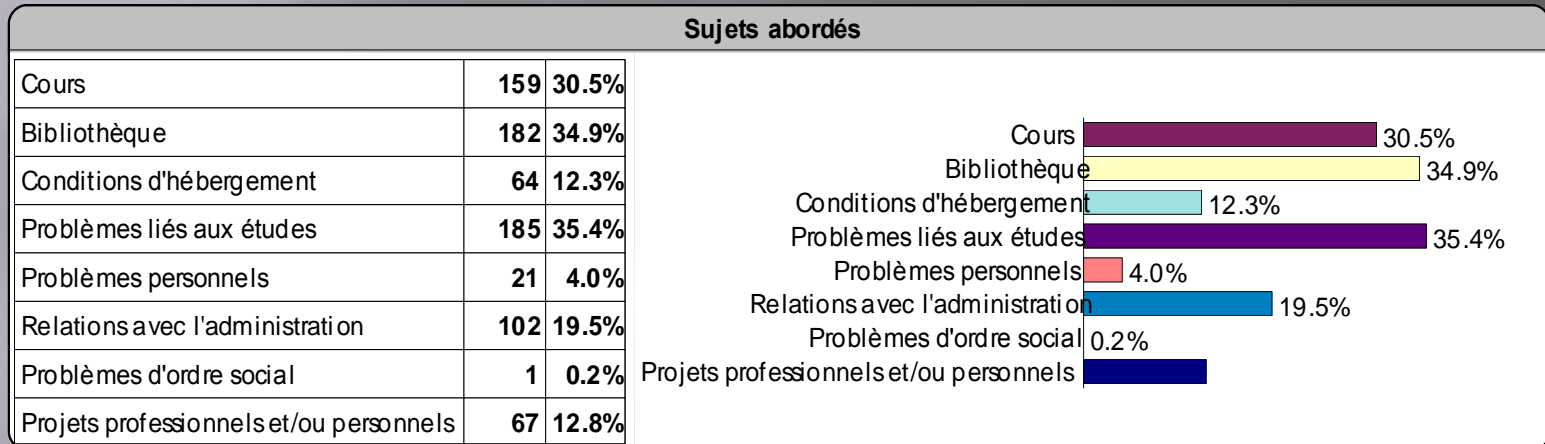 Sujets abordés
Cours 159 30.5%
Bibliothèque 182 34.9%
Conditions d'hébergement 64 12.3%
Problèmes liés aux études 185 35.4%
Problèmes personnels 21 4.0%
Relations avec l'administration 102 19.5%
Problèmes d'ordre social 1 0.2%
Projets professionnels et/ou personnels 67 12.8%
Cours 30.5%
Bibliothèque 34.9%
Conditions d'hébergement 12.3%
Problèmes liés aux études 35.4%
Problèmes personnels 4.0%
Relations avec l'administration 19.5%
Problèmes d'ordre social 0.2%
Projets professionnels et/ou personnels